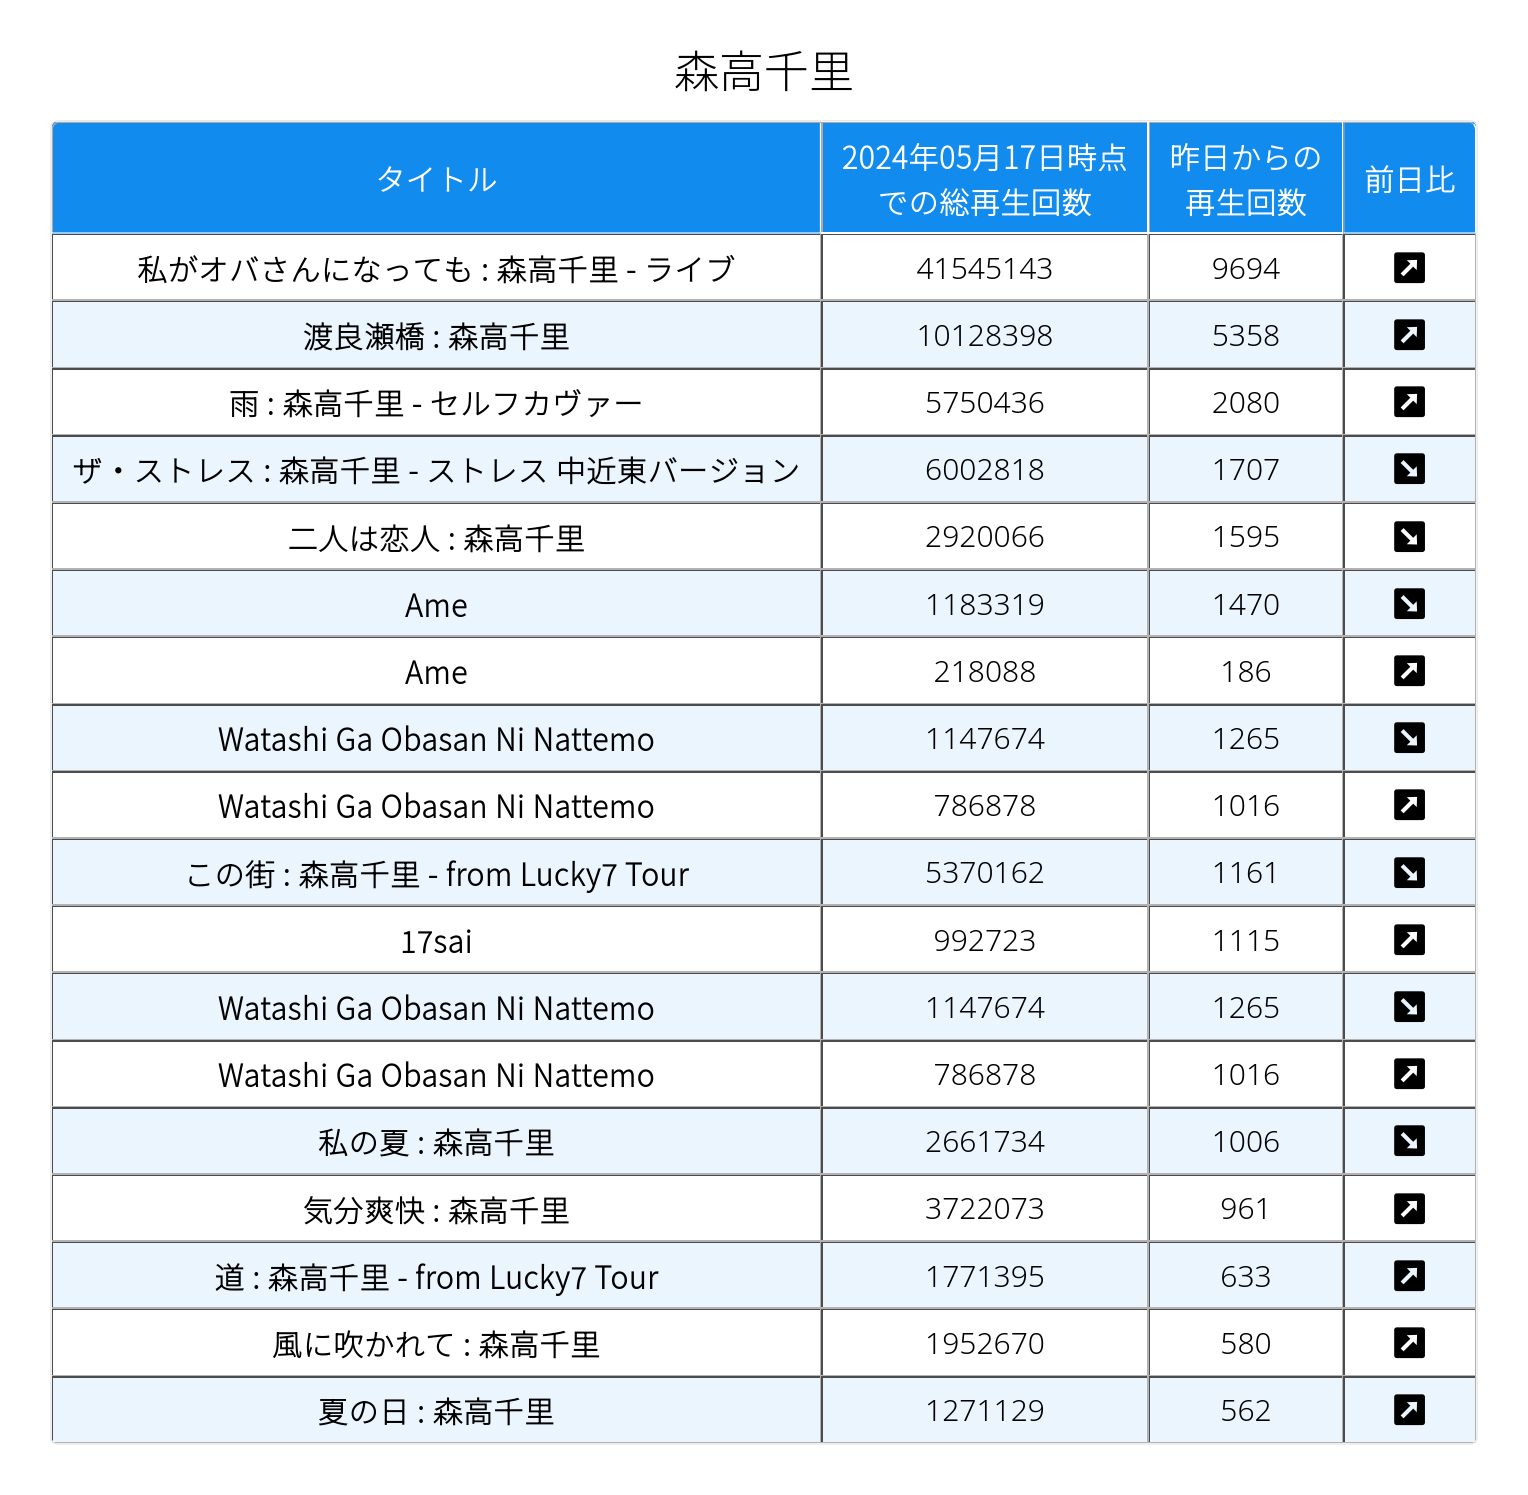 森高千里
タイトル 2024年05月17日時点での総再生回数 昨日からの再生回数 前日比
私がオバさんになっても : 森高千里 - ライブ 41545143 9694
渡良瀬橋 : 森高千里 10128398 5358
雨 : 森高千里 - セルフカヴァー 5750436 2080
ザ・ストレス : 森高千里 - ストレス 中近東バージョン 6002818 1707
二人は恋人 : 森高千里 2920066 1595
Ame 1183319 1470
Ame 218088 186
Watashi Ga Obasan Ni Nattemo 1147674 1265
Watashi Ga Obasan Ni Nattemo 786878 1016
この街 : 森高千里 - from Lucky7 Tour 5370162 1161
17sai 992723 1115
Watashi Ga Obasan Ni Nattemo 1147674 1265
Watashi Ga Obasan Ni Nattemo 786878 1016
私の夏 : 森高千里 2661734 1006
気分爽快 : 森高千里 3722073 961
道 : 森高千里 - from Lucky7 Tour 1771395 633
風に吹かれて : 森高千里 1952670 580
夏の日 : 森高千里 1271129 562